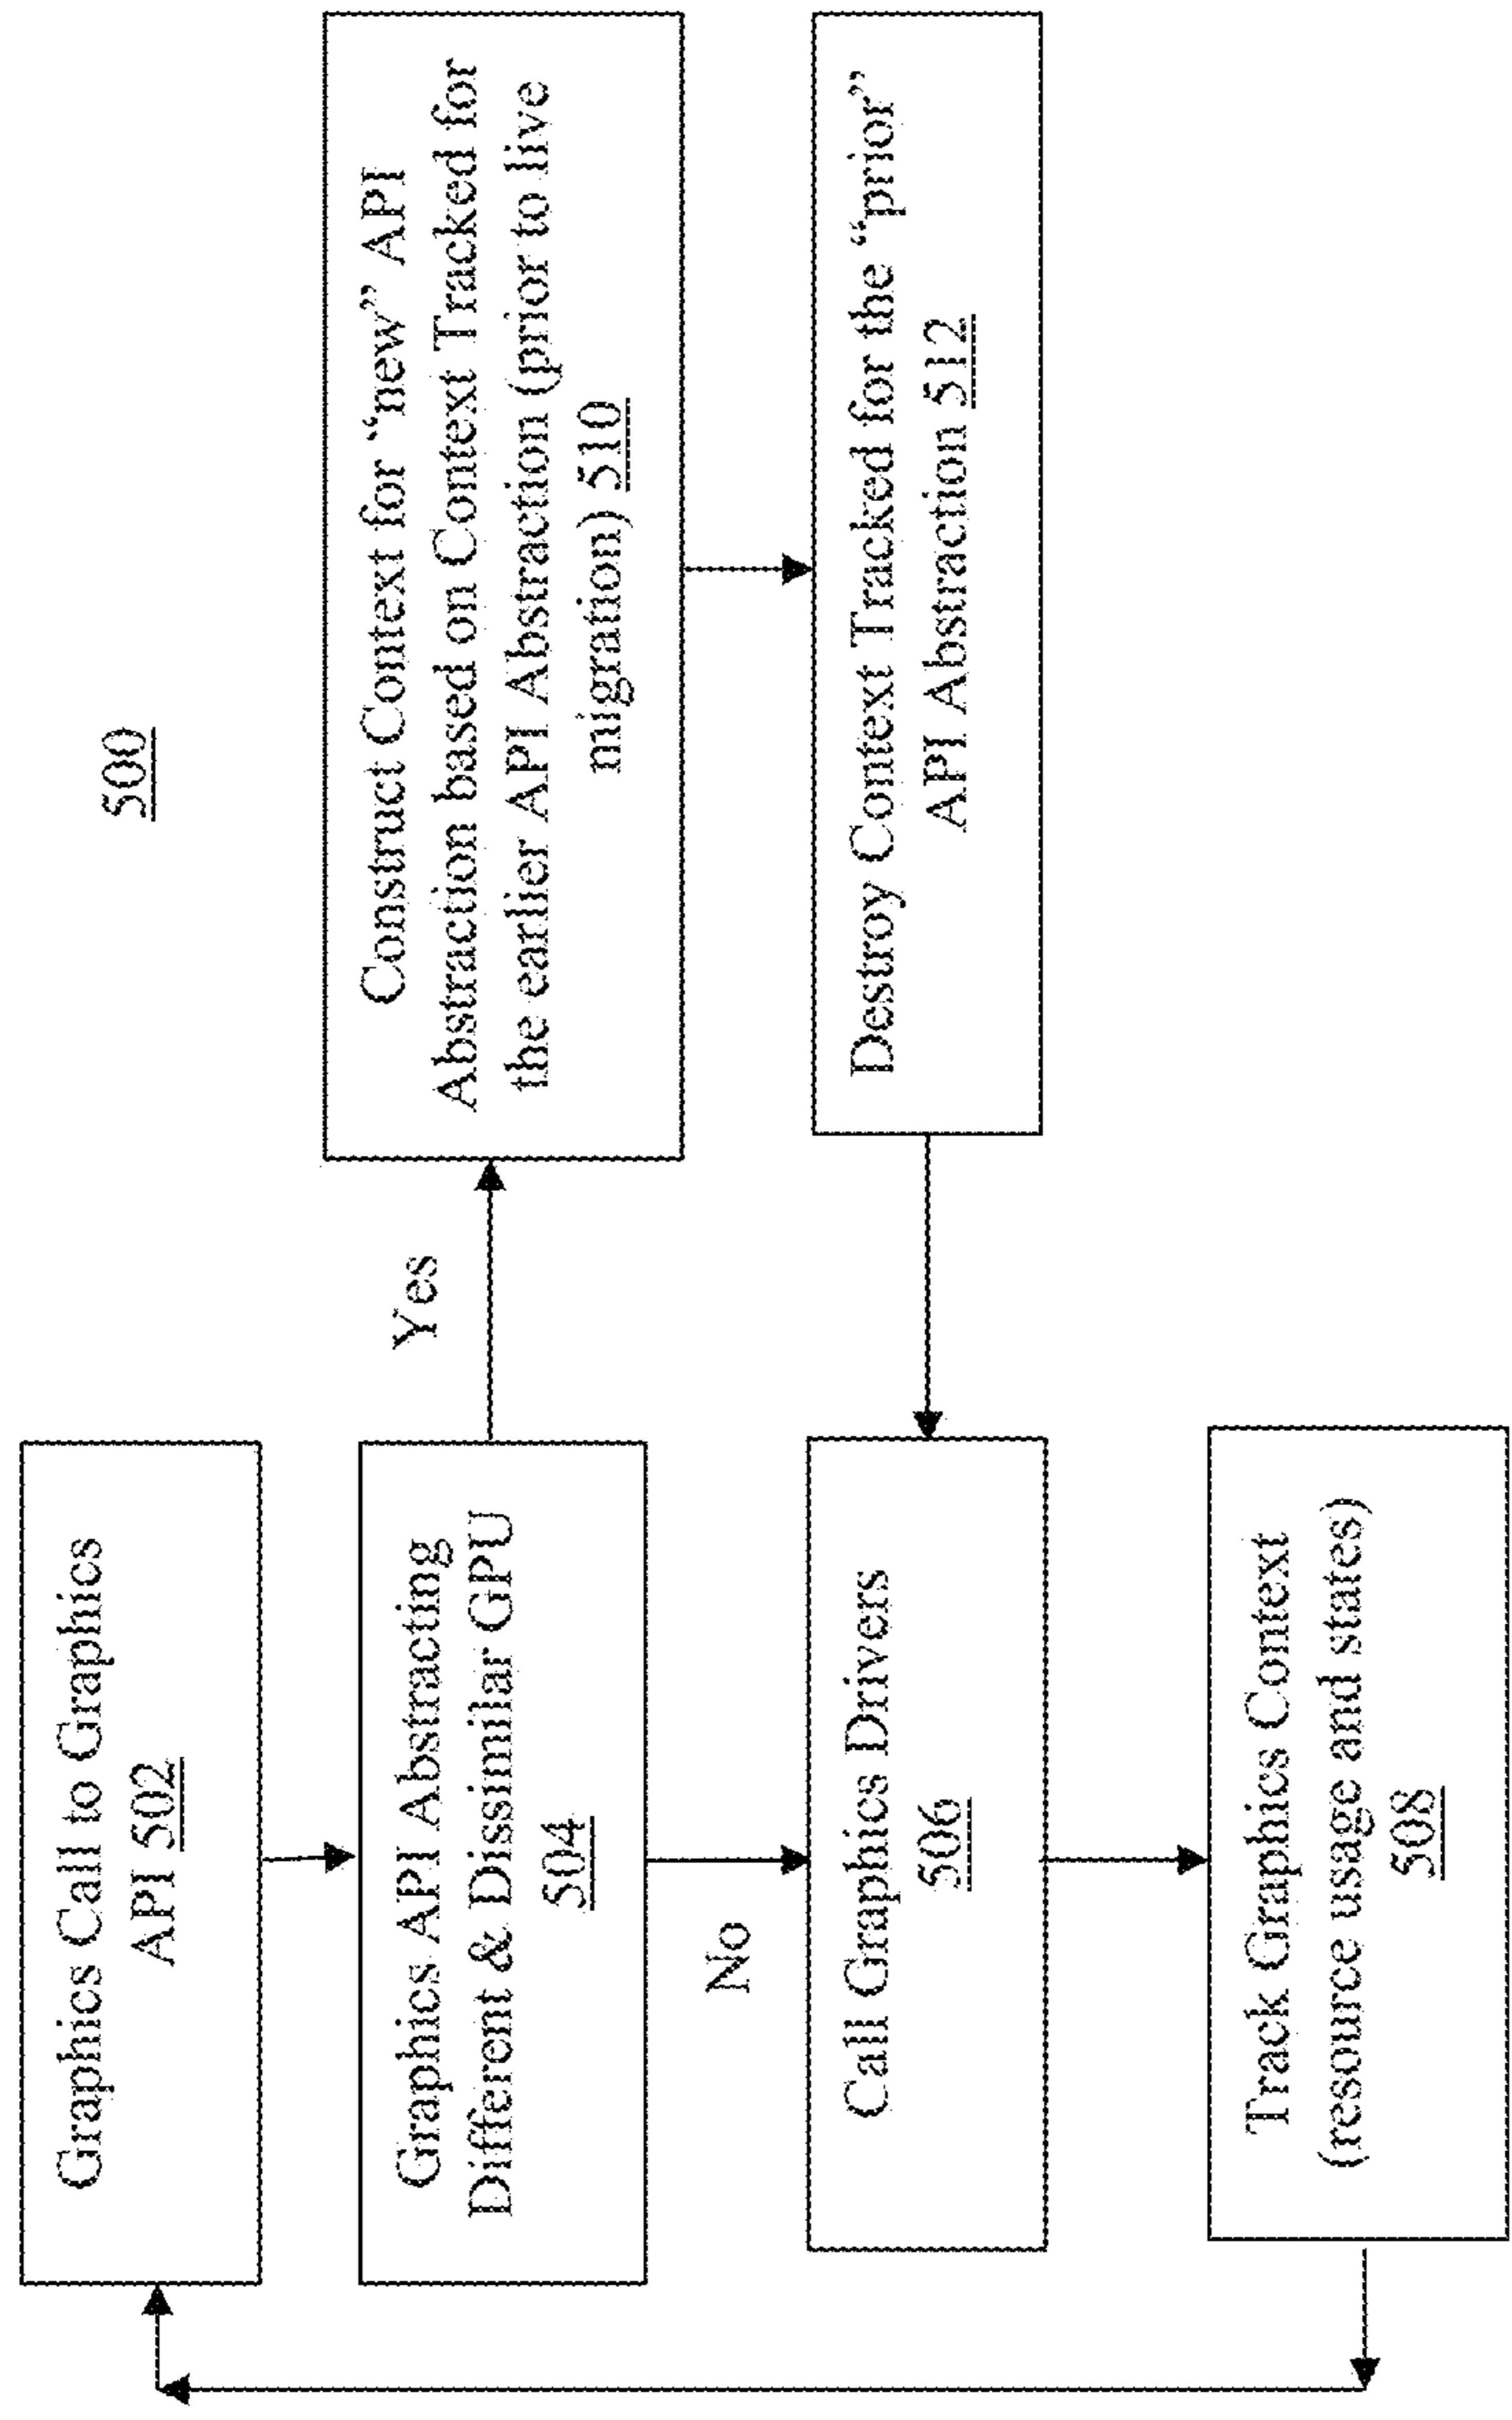 500
Graphics Call to Graphics
API 502
Graphics API Abstracting
Different & Dissimilar GPU
504
Yes
No
Construct Context for “new” API
Abstraction based on Context Tracked for
the earlier API Abstraction (prior to live
migration) 510
Destroy Context Tracked for the “prior”
API Abstraction 512
Call Graphics Drivers
506
Track Graphics Context
(resource usage and states)
508